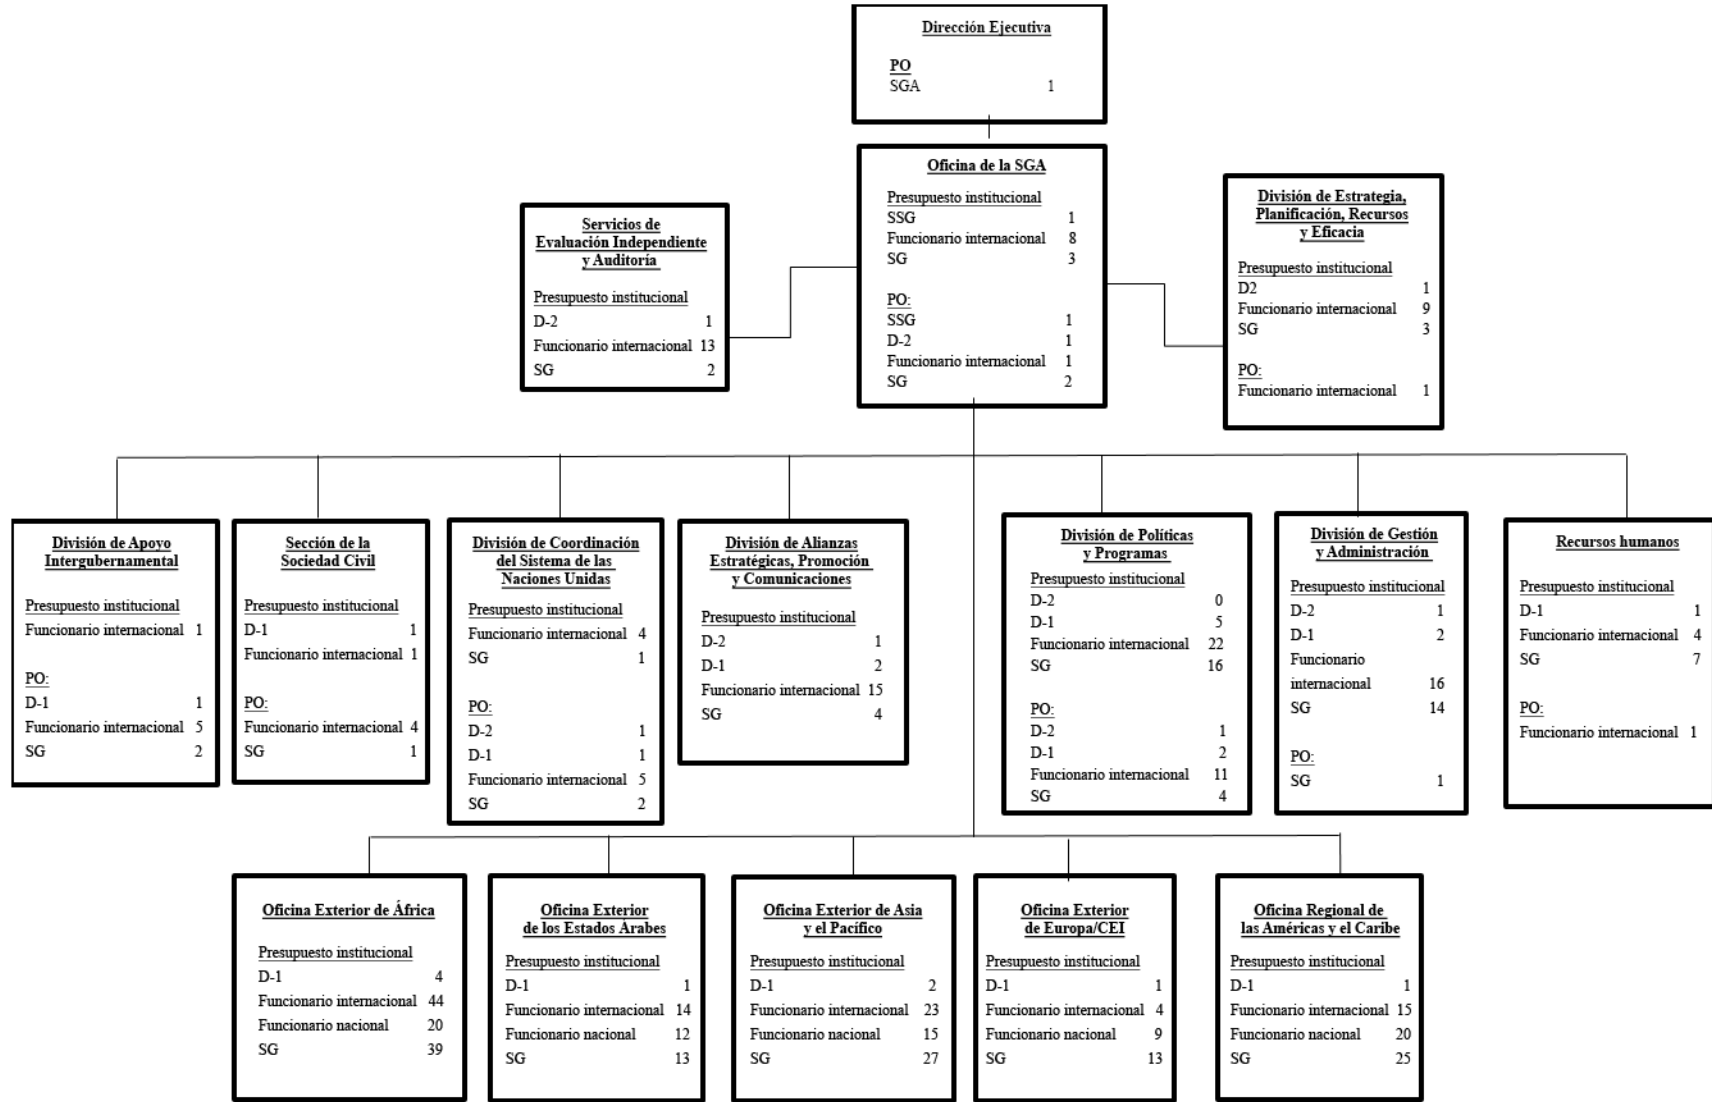 Dirección Ejecutiva
PO
SGA 1
Oficina de la SGA
Presupuesto institucional
SSG 1
Funcionario internacional 8
SG 3
PO:
SSG 1
D-2 1
Funcionario internacional 1
SG 2
Servicios de
Evaluación Independiente
y Auditoría
Presupuesto institucional
D-2 1
Funcionario internacional 13
SG 2
División de Estrategia,
Planificación, Recursos
y Eficacia
Presupuesto institucional
D2 1
Funcionario internacional 9
SG 3
PO:
Funcionario internacional 1
División de Apoyo
Intergubernamental
Presupuesto institucional
Funcionario internacional 1
PO:
D-1 1
Funcionario internacional 5
SG 2
Sección de la
Sociedad Civil
Presupuesto institucional
D-1 1
Funcionario internacional 1
PO:
Funcionario internacional 4
SG 1
División de Coordinación
del Sistema de las
Naciones Unidas
Presupuesto institucional
Funcionario internacional 4
SG 1
PO:
D-2 1
D-1 1
Funcionario internacional 5
SG 2
División de Alianzas
Estratégicas, Promoción
y Comunicaciones
Presupuesto institucional
D-2 1
D-1 2
Funcionario internacional 15
SG 4
División de Políticas
y Programas
Presupuesto institucional
D-2 0
D-1 5
Funcionario internacional 22
SG 16
PO:
D-2 1
D-1 2
Funcionario internacional 11
SG 4
División de Gestión
y Administración
Presupuesto institucional
D-2 1
D-1 2
Funcionario
internacional 16
SG 14
PO:
SG 1
Recursos humanos
Presupuesto institucional
D-1 1
Funcionario internacional 4
SG 7
PO:
Funcionario internacional 1
Oficina Exterior de África
Presupuesto institucional
D-1 4
Funcionario internacional 44
Funcionario nacional 20
SG 39
Oficina Exterior
de los Estados Árabes
Presupuesto institucional
D-1 1
Funcionario internacional 14
Funcionario nacional 12
SG 13
Oficina Exterior de Asia
y el Pacífico
Presupuesto institucional
D-1 2
Funcionario internacional 23
Funcionario nacional 15
SG 27
Oficina Exterior
de Europa/CEI
Presupuesto institucional
D-1 1
Funcionario internacional 4
Funcionario nacional 9
SG 13
Oficina Regional de
las Américas y el Caribe
Presupuesto institucional
D-1 1
Funcionario internacional 15
Funcionario nacional 20
SG 25